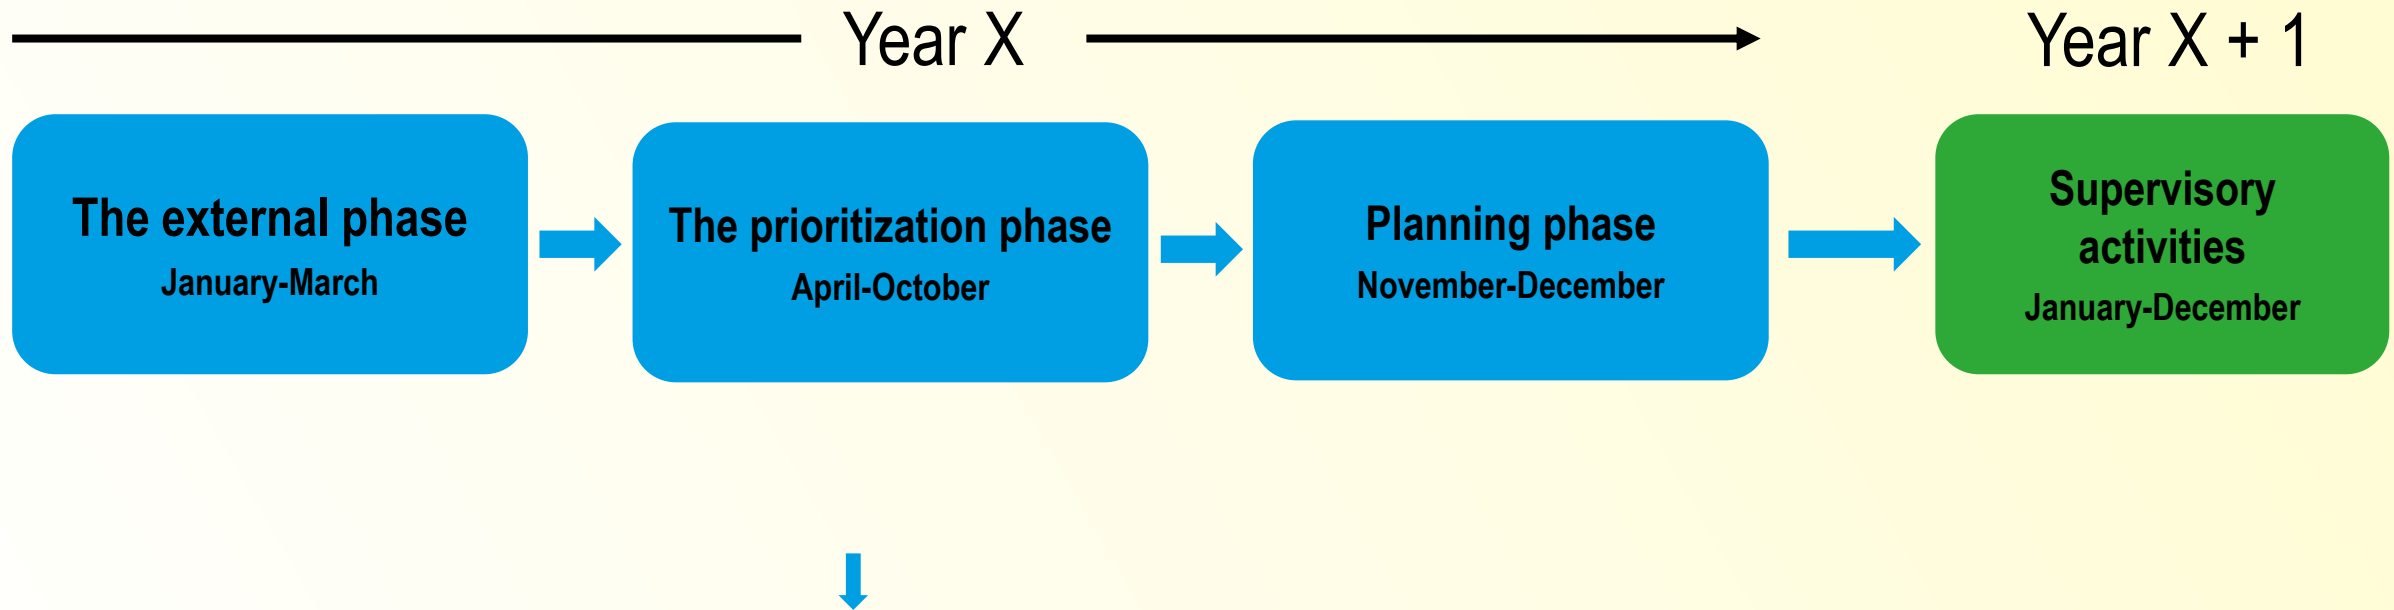 Year X
Year X + 1
The external phase
January-March
The prioritization phase
April-October
Planning phase
November-December
Supervisory
activities
January-December